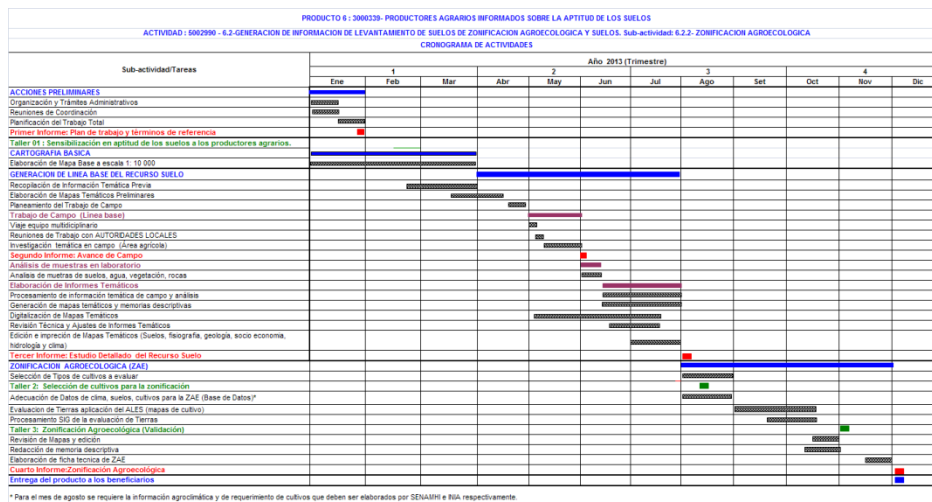 PRODUCTO 6 : 3000339- PRODUCTORES AGRARIOS INFORMADOS SOBRE LA APTITUD DE LOS SUELOS
ACTIVIDAD : 5002990 - 6.2-GENERACION DE INFORMACION DE LEVANTAMIENTO DE SUELOS DE ZONIFICACION AGROECOLOGICA Y SUELOS. Sub-actividad: 6.2.2- ZONIFICACION AGROECOLOGICA
CRONOGRAMA DE ACTIVIDADES
Sub-actividad/Tareas
Año 2013 (Trimestre)
1 2 3 4
Ene Feb Mar Abr May Jun Jul Ago Set Oct Nov Dic
ACCIONES PRELIMINARES
Organización y Trámites Administrativos
Reuniones de Coordinación
Planificación del Trabajo Total
Primer Informe: Plan de trabajo y términos de referencia
Taller 01 : Sensibilización en aptitud de los suelos a los productores agrarios.
CARTOGRAFIA BASICA
Elaboración de Mapa Base a escala 1: 10 000
GENERACION DE LINEA BASE DEL RECURSO SUELO
Recopilación de Información Temática Previa
Elaboración de Mapas Temáticos Preliminares
Planeamiento del Trabajo de Campo
Trabajo de Campo (Línea base)
Viaje equipo multidiciplinario
Reuniones de Trabajo con AUTORIDADES LOCALES
Investigación temática en campo (Área agrícola)
Segundo Informe: Avance de Campo
Análisis de muestras en laboratorio
Analisis de muetras de suelos, agua, vegetación, rocas
Elaboración de Informes Temáticos
Procesamiento de información temática de campo y análisis
Generación de mapas temáticos y memorias descriptivas
Digitalización de Mapas Temáticos
Revisión Técnica y Ajustes de Informes Temáticos
Edición e impreción de Mapas Temáticos (Suelos, fisiografía, geología, socio economia,
hidrología y clima)
Tercer Informe: Estudio Detallado del Recurso Suelo
ZONIFICACION AGROECOLOGICA (ZAE)
Selección de Tipos de cultivos a evaluar
Taller 2: Selección de cultivos para la zonificación
Adecuación de Datos de clima, suelos, cultivos para la ZAE (Base de Datos)*
Evaluacion de Tierras aplicación del ALES (mapas de cultivo)
Procesamiento SIG de la evaluación de Tierras
Taller 3: Zonificación Agroecológica (Validación)
Revisión de Mapas y edición
Redacción de memoria descriptiva
Elaboración de ficha tecnica de ZAE
Cuarto Informe:Zonificación Agroecológica
Entrega del producto a los beneficiarios
* Para el mes de agosto se requiere la información agroclimática y de requerimiento de cultivos que deben ser elaborados por SENAMHI e INIA respectivamente.